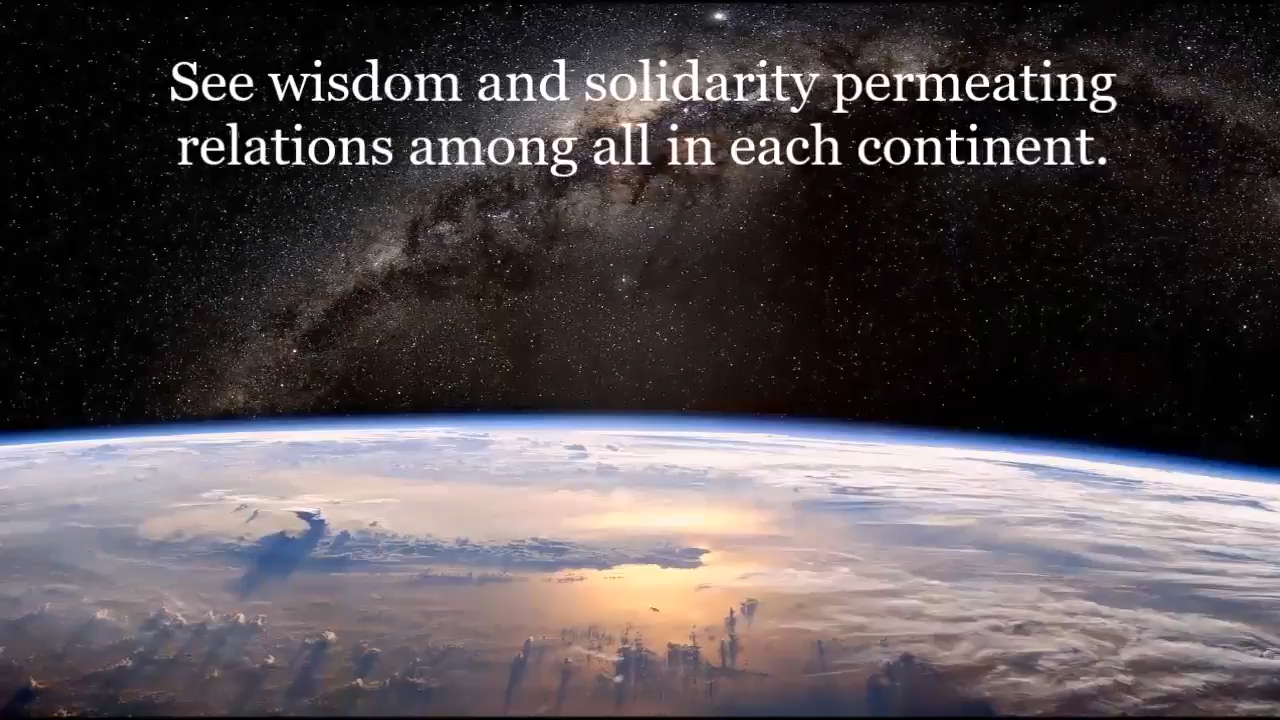 See wisdom and solidarity permeating
relations among all in each continent.